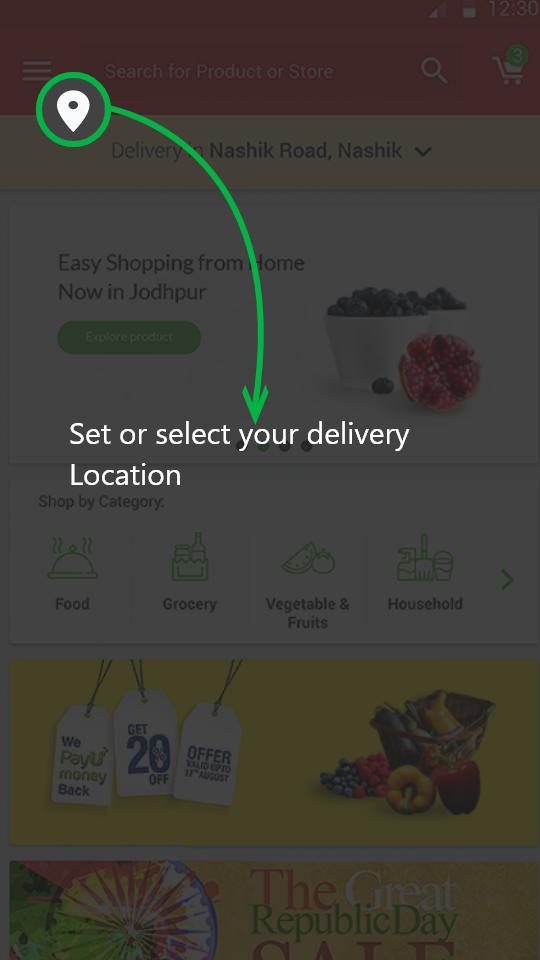 12:30
Search for Product or Store
3
Delivery in Nashik Road, Nashik
Easy Shopping from Home
Now in Jodhpur
Explore product
Set or select your delivery
Location
Shop by Category:
Food
Grocery
Vegetable &
Fruits
Household
We
PayU
money
Back
GET
20%
OFF
OFFER
VALID UPTO
17TH AUGUST
The Great
Republic Day
SALE